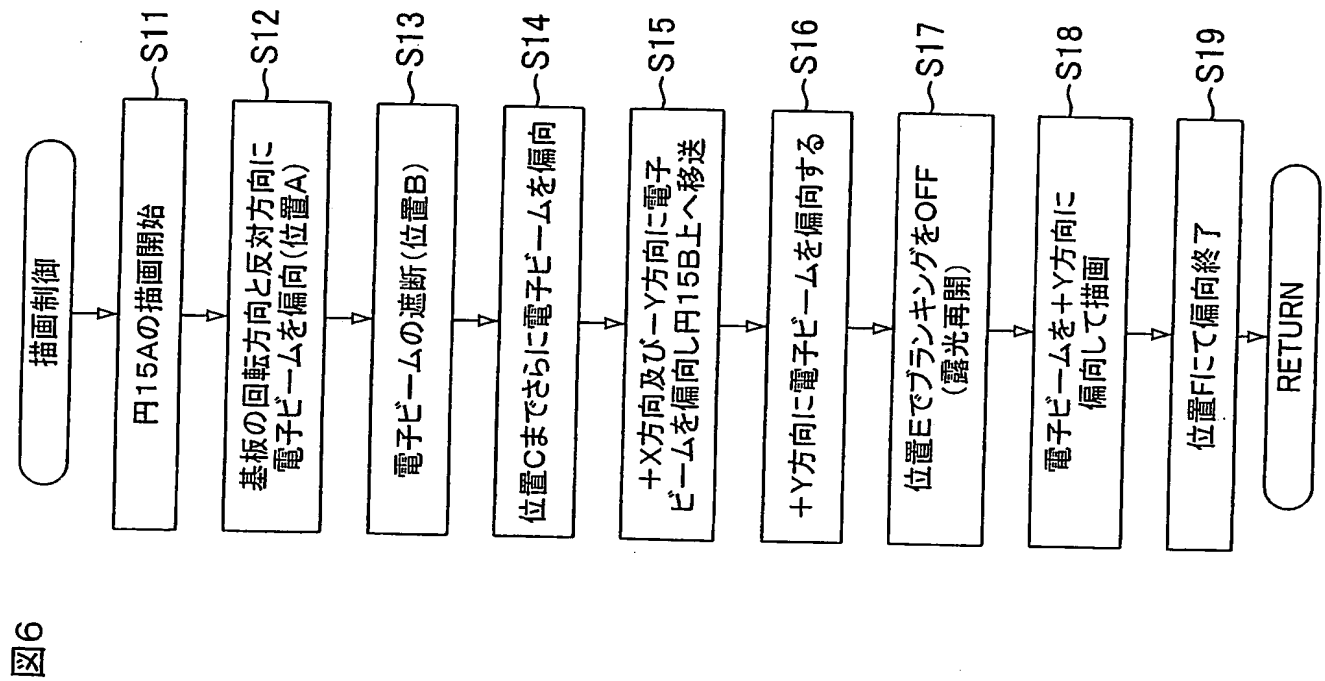 図6
描画制御
円15Aの描画開始
S11
基板の回転方向と反対方向に
電子ビームを偏向(位置A)
S12
電子ビームの遮断(位置B)
S13
位置Cまでさらに電子ビームを偏向
S14
+X方向及び-Y方向に電子
ビームを偏向し円15B上へ移送
S15
+Y方向に電子ビームを偏向する
S16
位置EでブランキングをOFF
(露光再開)
S17
電子ビームを+Y方向に
偏向して描画
S18
位置Fにて偏向終了
S19
RETURN